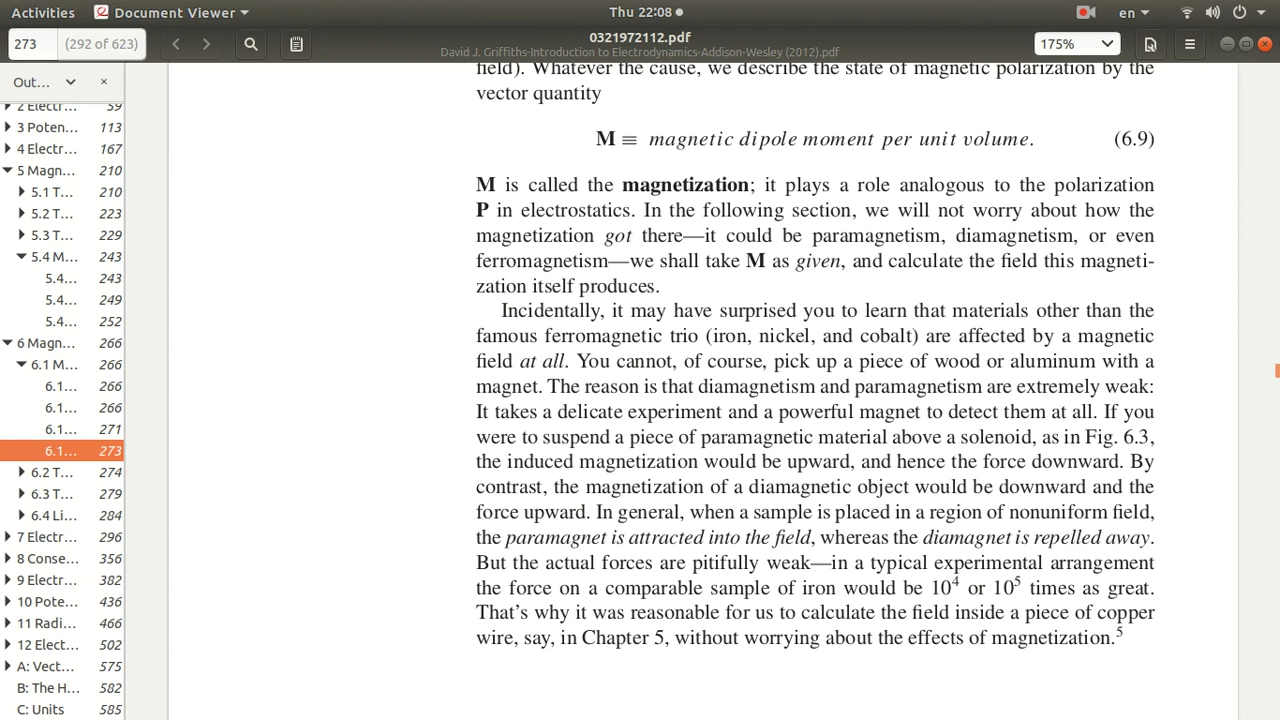 Activities Document Viewer Thu 22:08 en
273 (292 of 623) 0321972112.pdf 175%
David J. Griffiths-Introduction to Electrodynamics-Addison-Wesley (2012).pdf
Out... ×
2 Electr... 59
3 Poten... 113
4 Electr... 167
5 Magn... 210
5.1 T... 210
5.2 T... 223
5.3 T... 229
5.4 M... 243
5.4... 243
5.4... 249
5.4... 252
6 Magn... 266
6.1 M... 266
6.1... 266
6.1... 266
6.1... 271
6.1... 273
6.2 T... 274
6.3 T... 279
6.4 Li... 284
7 Electr... 296
8 Conse... 356
9 Electr... 382
10 Pote... 436
11 Radi... 466
12 Elect... 502
A: Vect... 575
B: The H... 582
C: Units 585
field). Whatever the cause, we describe the state of magnetic polarization by the
vector quantity
M ≡ magnetic dipole moment per unit volume. (6.9)
M is called the magnetization; it plays a role analogous to the polarization
P in electrostatics. In the following section, we will not worry about how the
magnetization got there—it could be paramagnetism, diamagnetism, or even
ferromagnetism—we shall take M as given, and calculate the field this magneti-
zation itself produces.
Incidentally, it may have surprised you to learn that materials other than the
famous ferromagnetic trio (iron, nickel, and cobalt) are affected by a magnetic
field at all. You cannot, of course, pick up a piece of wood or aluminum with a
magnet. The reason is that diamagnetism and paramagnetism are extremely weak:
It takes a delicate experiment and a powerful magnet to detect them at all. If you
were to suspend a piece of paramagnetic material above a solenoid, as in Fig. 6.3,
the induced magnetization would be upward, and hence the force downward. By
contrast, the magnetization of a diamagnetic object would be downward and the
force upward. In general, when a sample is placed in a region of nonuniform field,
the paramagnet is attracted into the field, whereas the diamagnet is repelled away.
But the actual forces are pitifully weak—in a typical experimental arrangement
the force on a comparable sample of iron would be 10⁴ or 10⁵ times as great.
That's why it was reasonable for us to calculate the field inside a piece of copper
wire, say, in Chapter 5, without worrying about the effects of magnetization.⁵